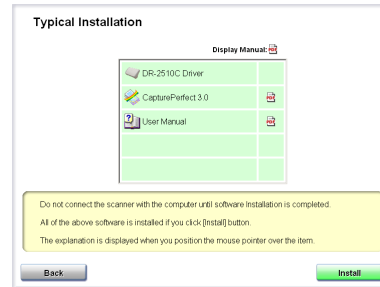 Typical Installation
Display Manual:
DR-2510C Driver
CapturePerfect 3.0
User Manual
Do not connect the scanner with the computer until software Installation is completed.
All of the above software is installed if you click [Install] button.
The explanation is displayed when you position the mouse pointer over the item.
Back
Install